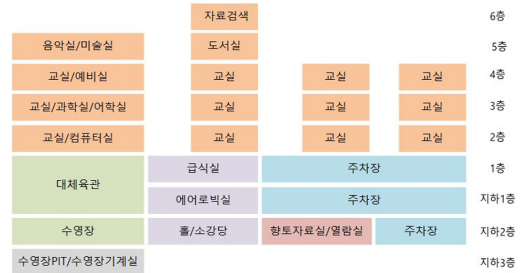 자료검색 6층
음악실/미술실 도서실 5층
교실/예비실 교실 교실 교실 4층
교실/과학실/어학실 교실 교실 교실 3층
교실/컴퓨터실 교실 교실 교실 2층
급식실 주차장 1층
대체육관
에어로빅실 주차장 지하1층
수영장 홀/소강당 향토자료실/열람실 주차장 지하2층
수영장PIT/수영장기계실 지하3층